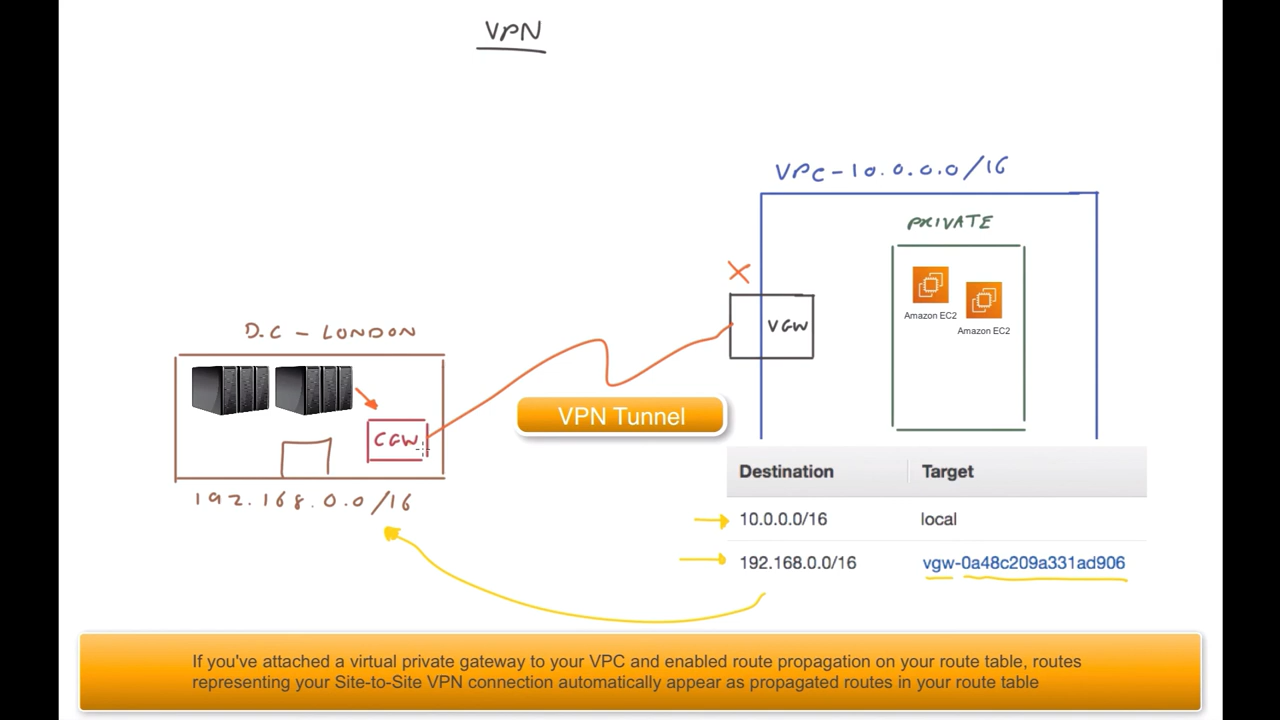 VPN
VPC-10.0.0.0/16
PRIVATE
Amazon EC2
Amazon EC2
VGW
D.C - LONDON
CGW
192.168.0.0/16
VPN Tunnel
Destination Target
10.0.0.0/16 local
192.168.0.0/16 vgw-0a48c209a331ad906
If you've attached a virtual private gateway to your VPC and enabled route propagation on your route table, routes
representing your Site-to-Site VPN connection automatically appear as propagated routes in your route table